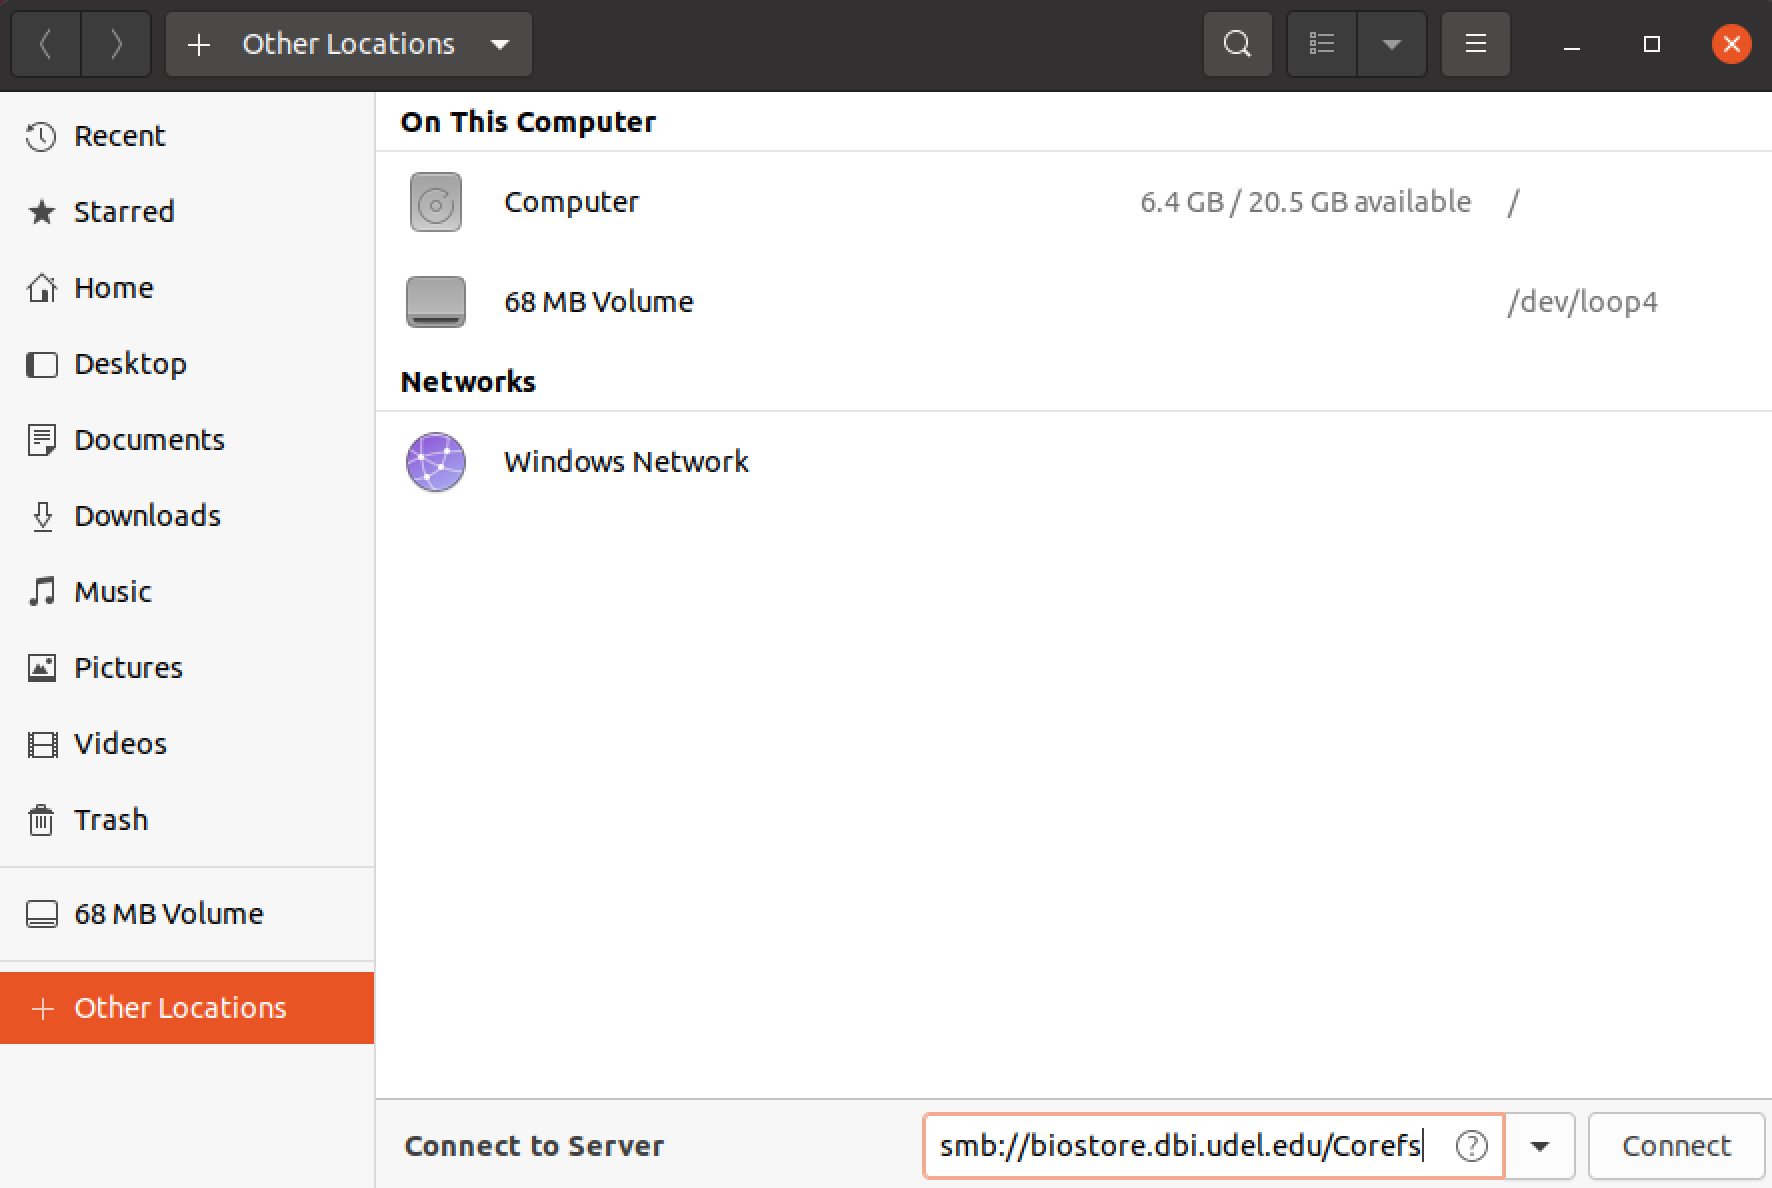 Other Locations
Recent
Starred
Home
Desktop
Documents
Downloads
Music
Pictures
Videos
Trash
68 MB Volume
Other Locations
On This Computer
Computer 6.4 GB / 20.5 GB available /
68 MB Volume /dev/loop4
Networks
Windows Network
Connect to Server smb://biostore.dbi.udel.edu/Corefs ? Connect